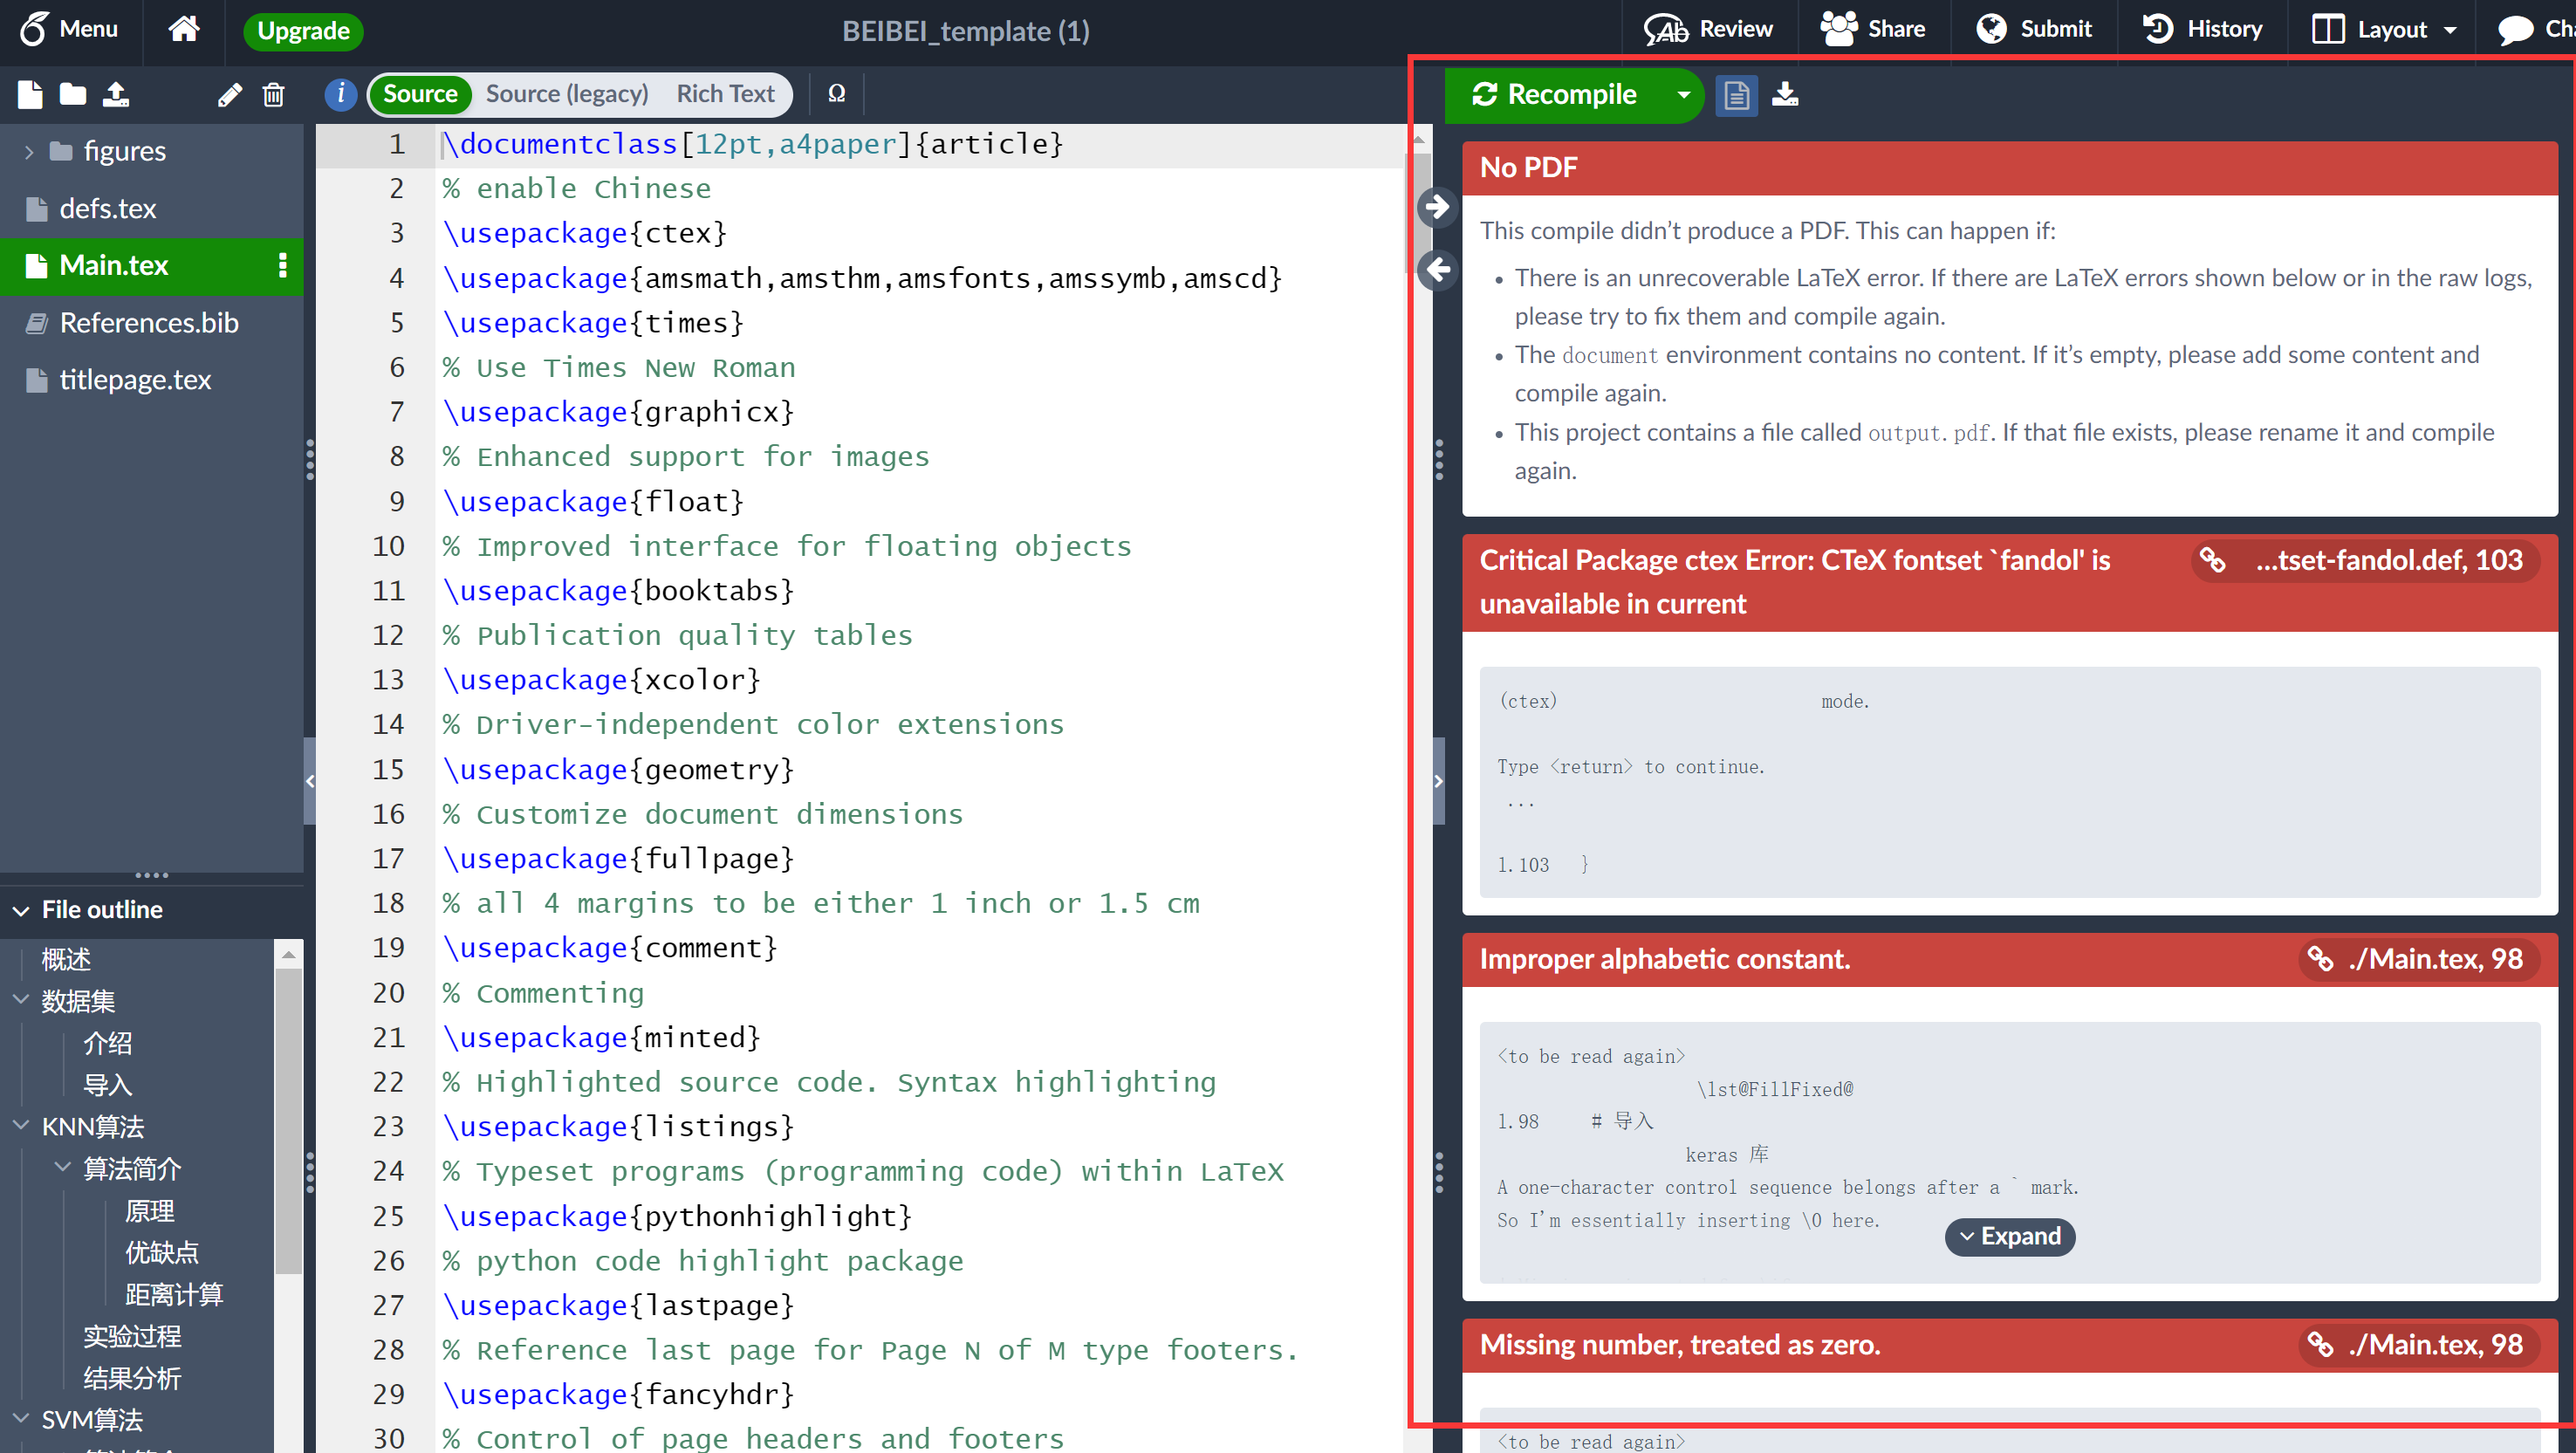 Menu
Upgrade
BEIBEI_template (1)
Review
Share
Submit
History
Layout
Source
Source (legacy)
Rich Text
Ω
Recompile
figures
defs.tex
Main.tex
References.bib
titlepage.tex
File outline
概述
数据集
介绍
导入
KNN算法
算法简介
原理
优缺点
距离计算
实验过程
结果分析
SVM算法
1 \documentclass[12pt,a4paper]{article}
2 % enable Chinese
3 \usepackage{ctex}
4 \usepackage{amsmath,amsthm,amsfonts,amssymb,amscd}
5 \usepackage{times}
6 % Use Times New Roman
7 \usepackage{graphicx}
8 % Enhanced support for images
9 \usepackage{float}
10 % Improved interface for floating objects
11 \usepackage{booktabs}
12 % Publication quality tables
13 \usepackage{xcolor}
14 % Driver-independent color extensions
15 \usepackage{geometry}
16 % Customize document dimensions
17 \usepackage{fullpage}
18 % all 4 margins to be either 1 inch or 1.5 cm
19 \usepackage{comment}
20 % Commenting
21 \usepackage{minted}
22 % Highlighted source code. Syntax highlighting
23 \usepackage{listings}
24 % Typeset programs (programming code) within LaTeX
25 \usepackage{pythonhighlight}
26 % python code highlight package
27 \usepackage{lastpage}
28 % Reference last page for Page N of M type footers.
29 \usepackage{fancyhdr}
30 % Control of page headers and footers
No PDF
This compile didn’t produce a PDF. This can happen if:
• There is an unrecoverable LaTeX error. If there are LaTeX errors shown below or in the raw logs,
please try to fix them and compile again.
• The document environment contains no content. If it’s empty, please add some content and
compile again.
• This project contains a file called output.pdf. If that file exists, please rename it and compile
again.
Critical Package ctex Error: CTeX fontset `fandol' is
unavailable in current
...tset-fandol.def, 103
(ctex) mode.
Type <return> to continue.
...
l.103 }
Improper alphabetic constant.
./Main.tex, 98
<to be read again>
\lst@FillFixed@
l.98 # 导入
keras 库
A one-character control sequence belongs after a ` mark.
So I'm essentially inserting \0 here.
Expand
Missing number, treated as zero.
./Main.tex, 98
<to be read again>